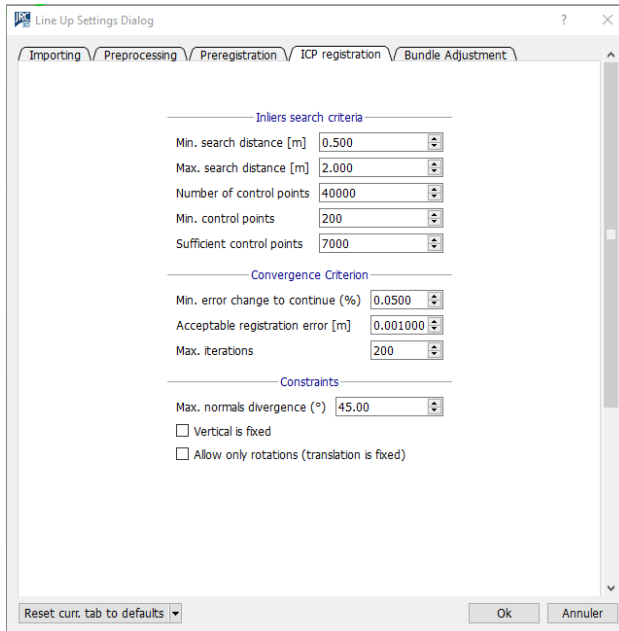 JRC 3D Line Up Settings Dialog ?
Importing Preprocessing Preregistration ICP registration Bundle Adjustment
Inliers search criteria
Min. search distance [m] 0.500
Max. search distance [m] 2.000
Number of control points 40000
Min. control points 200
Sufficient control points 7000
Convergence Criterion
Min. error change to continue (%) 0.0500
Acceptable registration error [m] 0.001000
Max. iterations 200
Constraints
Max. normals divergence (°) 45.00
Vertical is fixed
Allow only rotations (translation is fixed)
Reset curr. tab to defaults Ok Annuler